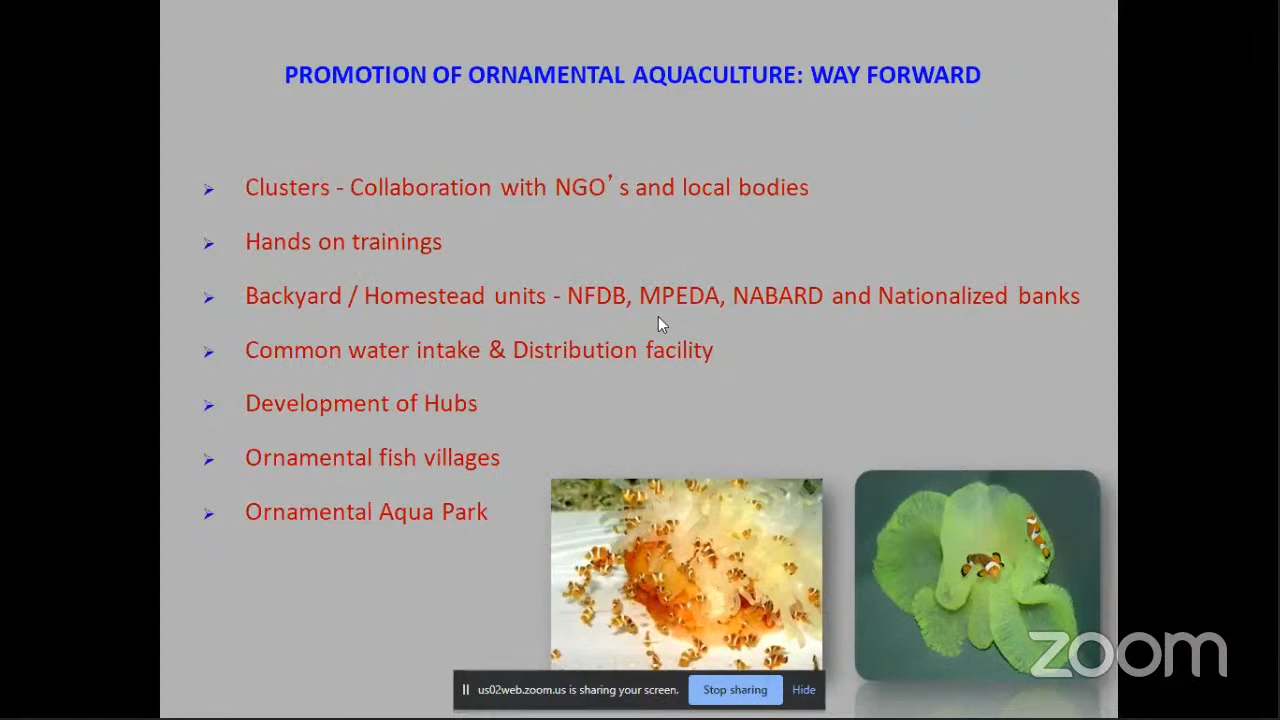 PROMOTION OF ORNAMENTAL AQUACULTURE: WAY FORWARD
Clusters - Collaboration with NGO’ s and local bodies
Hands on trainings
Backyard / Homestead units - NFDB, MPEDA, NABARD and Nationalized banks
Common water intake & Distribution facility
Development of Hubs
Ornamental fish villages
Ornamental Aqua Park
zoom
us02web.zoom.us is sharing your screen. Stop sharing Hide